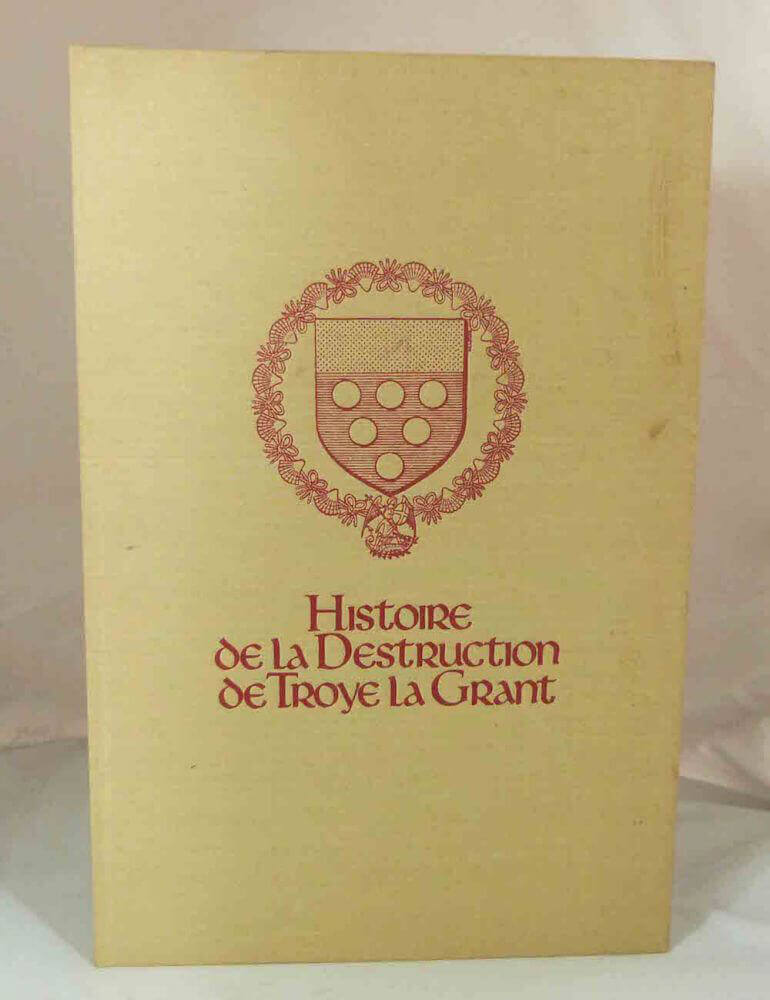 Histoire
de la Destruction
de Troye la Grant